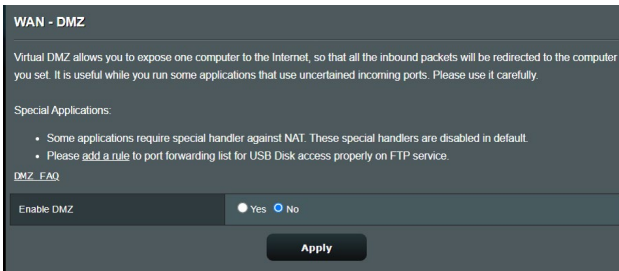 WAN - DMZ
Virtual DMZ allows you to expose one computer to the Internet, so that all the inbound packets will be redirected to the computer
you set. It is useful while you run some applications that use uncertained incoming ports. Please use it carefully.
Special Applications:
• Some applications require special handler against NAT. These special handlers are disabled in default.
• Please add a rule to port forwarding list for USB Disk access properly on FTP service.
DMZ FAQ
Enable DMZ Yes No
Apply